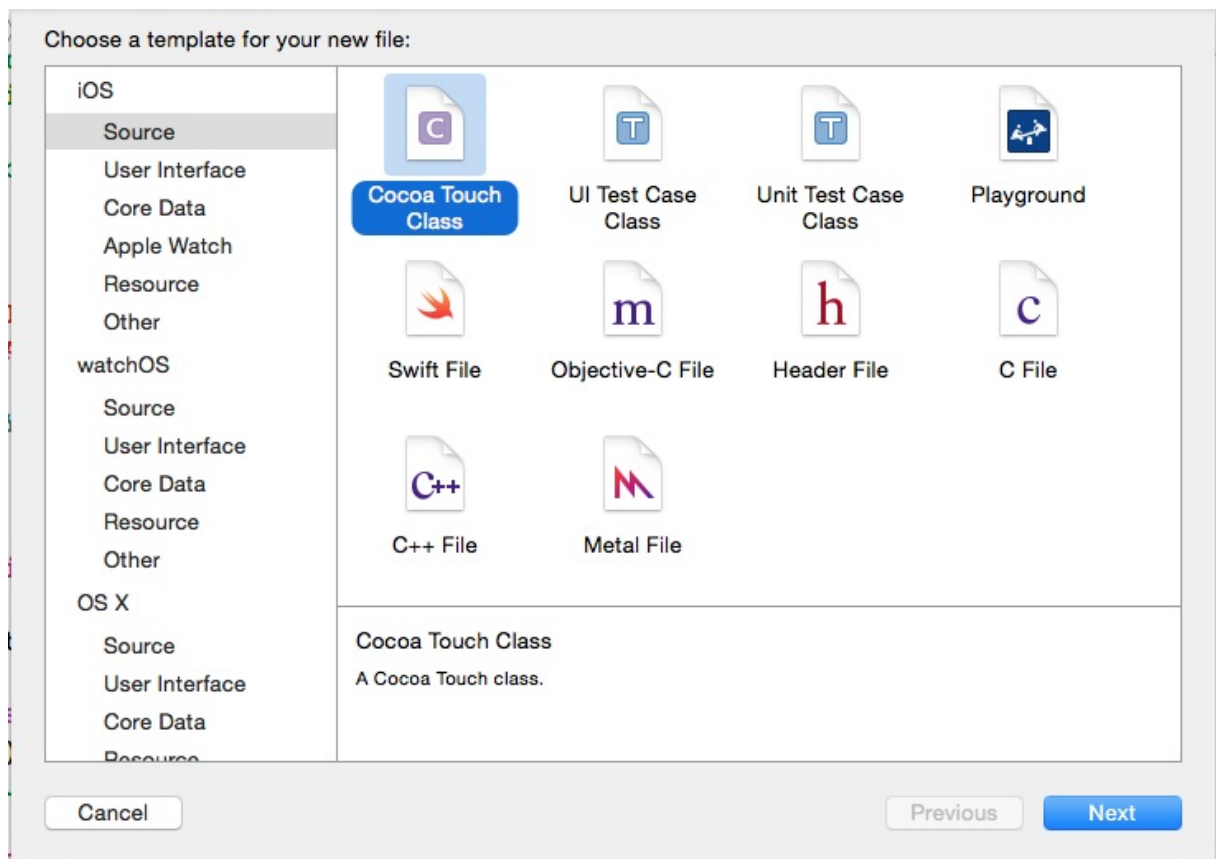 Choose a template for your new file:
iOS
Source
User Interface
Core Data
Apple Watch
Resource
Other
watchOS
Source
User Interface
Core Data
Resource
Other
OS X
Source
User Interface
Core Data
Resource
C
Cocoa Touch
Class
T
UI Test Case
Class
T
Unit Test Case
Class
Playground
Swift File
m
Objective-C File
h
Header File
c
C File
C++
C++ File
Metal File
Cocoa Touch Class
A Cocoa Touch class.
Cancel
Previous
Next